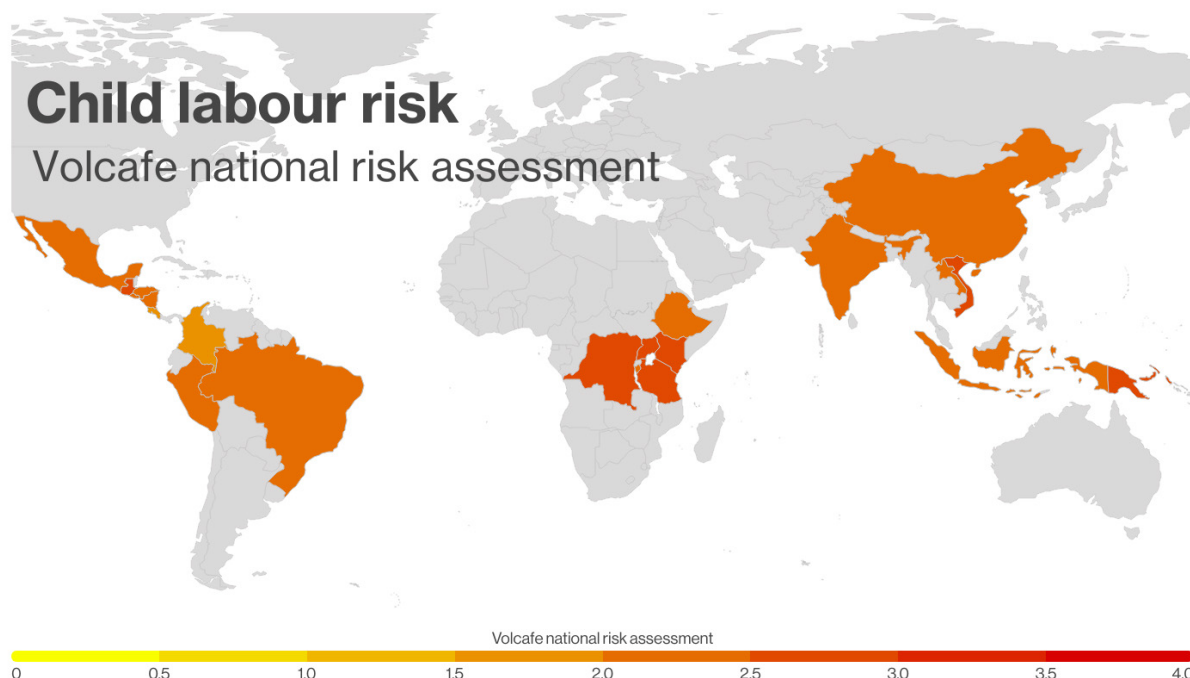 Child labour risk
Volcafe national risk assessment
Volcafe national risk assessment
0 0.5 1.0 1.5 2.0 2.5 3.0 3.5 4.0